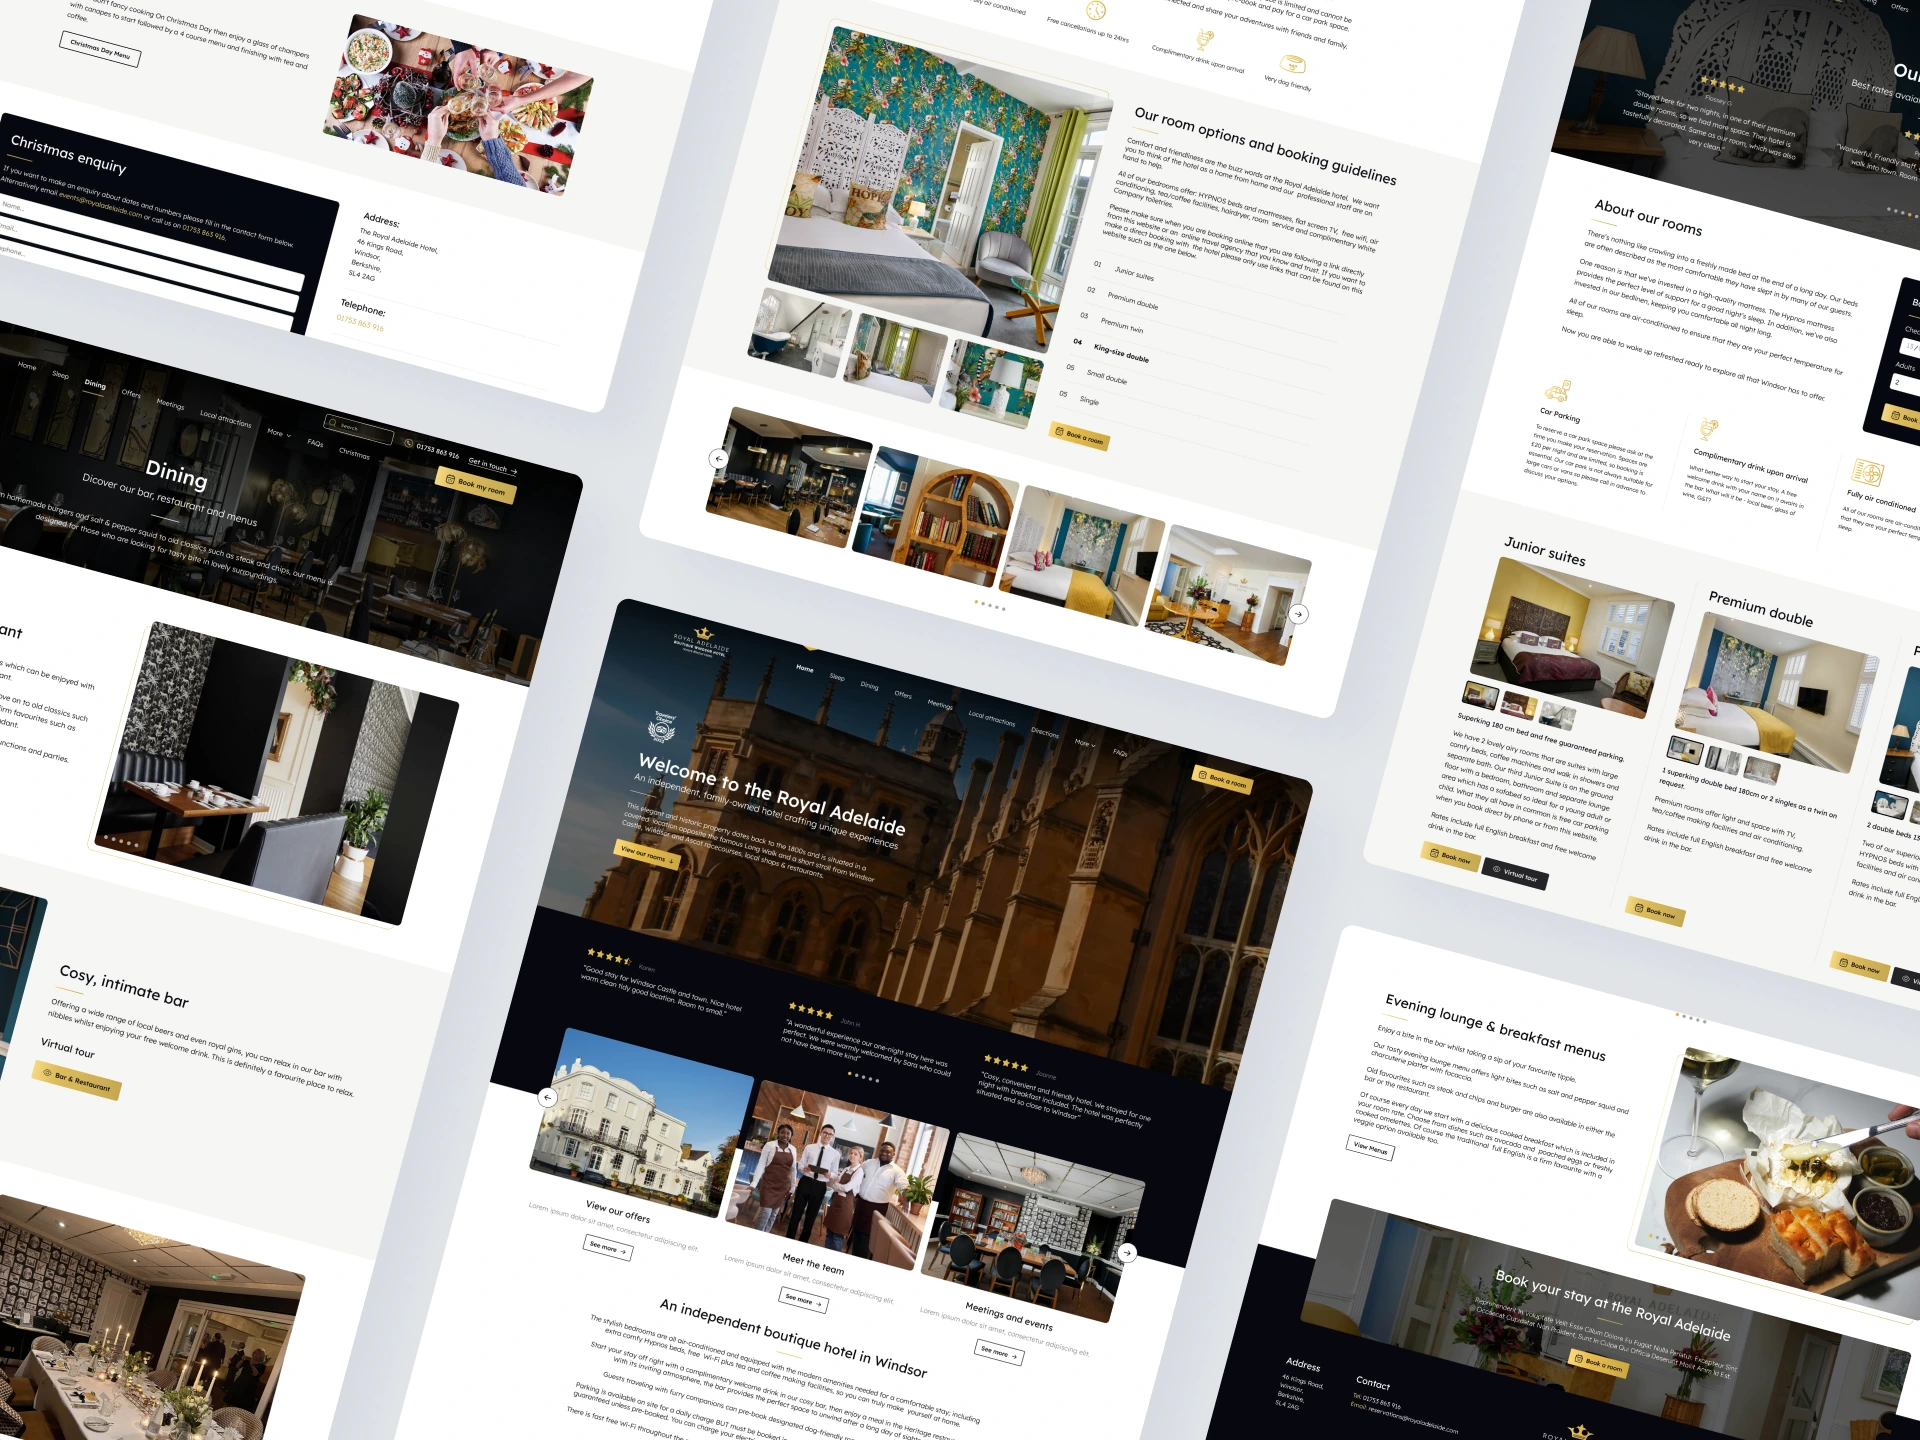 n't fancy cooking On Christmas Day then enjoy a glass of champers
with canapes to start followed by a 4 course menu and finishing with tea and
coffee.
Christmas Day Menu
Christmas enquiry
If you want to make an enquiry about dates and numbers please fill in the contact form below.
Alternatively email events@royaladelaide.com or call us on 01753 863 916.
Name...
Email...
Telephone...
Address:
The Royal Adelaide Hotel,
46 Kings Road,
Windsor,
Berkshire,
SL4 2AG
Telephone:
01753 863 916
Home
Sleep
Dining
Offers
Meetings
Local attractions
More
FAQs
Christmas
Search
01753 863 916
Get in touch
Book my room
Dining
Dicover our bar, restaurant and menus
homemade burgers and salt & pepper squid to old classics such as steak and chips, our menu is
designed for those who are looking for tasty bite in lovely surroundings.
ant
s which can be enjoyed with
ant.
ove on to old classics such
firm favourites such as
dant.
unctions and parties.
Cosy, intimate bar
Offering a wide range of local beers and even royal gins, you can relax in our bar with
nibbles whilst enjoying your free welcome drink. This is definitely a favourite place to relax.
Virtual tour
Bar & Restaurant
ully air conditioned
Free cancellations up to 24hrs
Complimentary drink upon arrival
Very dog friendly
e-book and pay for a car park space.
nected and share your adventures with friends and family.
Our room options and booking guidelines
Comfort and friendliness are the buzz words at the Royal Adelaide hotel. We want
you to think of the hotel as a home from home and our professional staff are on
hand to help.
All of our bedrooms offer: HYPNOS beds and mattresses, flat screen TV, free wifi, air
conditioning, tea/coffee facilities, hairdryer, room service and complimentary White
Company toiletries.
Please make sure when you are booking online that you are following a link directly
from this website or an online travel agency that you know and trust. If you want to
make a direct booking with the hotel please only use links that can be found on this
website such as the one below.
01 Junior suites
02 Premium double
03 Premium twin
04 King-size double
05 Small double
05 Single
Book a room
ROYAL ADELAIDE
BOUTIQUE WINDSOR HOTEL
Home
Sleep
Dining
Offers
Meetings
Local attractions
Directions
More
FAQs
Book a room
Travelers'
Choice
2023
Welcome to the Royal Adelaide
An independent, family-owned hotel crafting unique experiences
This elegant and historic property dates back to the 1800s and is situated in a
coveted location opposite the famous Long Walk and a short stroll from Windsor
Castle, Windsor and Ascot racecourses, local shops & restaurants.
View our rooms
Karen
"Good stay for Windsor Castle and town. Nice hotel
warm clean tidy good location. Room to small."
John H
"A wonderful experience our one-night stay here was
perfect. We were warmly welcomed by Sara who could
not have been more kind"
Joanne
"Cosy, convenient and friendly hotel. We stayed for one
night with breakfast included. The hotel was perfectly
situated and so close to Windsor"
View our offers
Lorem ipsum dolor sit amet, consectetur adipiscing elit.
See more
Meet the team
Lorem ipsum dolor sit amet, consectetur adipiscing elit.
See more
Meetings and events
Lorem ipsum dolor sit amet, consectetur adipiscing elit.
See more
An independent boutique hotel in Windsor
The stylish bedrooms are all air-conditioned and equipped with the modern amenities needed for a comfortable stay; including
extra comfy Hypnos beds, free Wi-Fi plus tea and coffee making facilities, so you can truly make yourself at home.
Start your stay off right with a complimentary welcome drink in our cosy bar, then enjoy a meal in the Heritage resta
With its inviting atmosphere, the bar provides the perfect space to unwind after a long day of sights
Guests traveling with furry companions can pre-book designated dog-friendly ro
Parking is available on site for a daily charge BUT must be booked in
guaranteed unless pre-booked. You can charge your electri
There is fast free Wi-Fi throughout the
Ou
Best rates avaia
Flossey G
"Stayed here for two nights, in one of their premium
double rooms, so we had more space. They hotel is
tastefully decorated. Same as our room, which was also
very clean."
"Wonderful. Friendly staff
walk into town. Room
Offers
About our rooms
There's nothing like crawling into a freshly made bed at the end of a long day. Our beds
are often described as the most comfortable they have slept in by many of our guests.
One reason is that we've invested in a high-quality mattress. The Hypnos mattress
provides the perfect level of support for a good night's sleep. In addition, we've also
invested in our bedlinen, keeping you comfortable all night long.
All of our rooms are air-conditioned to ensure that they are your perfect temperature for
sleep.
Now you are able to wake up refreshed ready to explore all that Windsor has to offer.
Adults
2
Book
Car Parking
To reserve a car park space please ask at the
time you make your reservation. Spaces are
£20 per night and are limited, so booking is
essential. Our car park is not always suitable for
large cars or vans so please call in advance to
discuss your options.
Complimentary drink upon arrival
What better way to start your stay. A free
welcome drink with your name on it awaits in
the bar. what will it be - local beer, glass of
wine, G&T?
Fully air conditioned
All of our rooms are air-condit
that they are your perfect temp
sleep.
Junior suites
Superking 180 cm bed and free guaranteed parking.
We have 2 lovely airy rooms that are suites with large
comfy beds, coffee machines and walk in showers and
separate bath. Our third Junior Suite is on the ground
floor with a bedroom, bathroom and separate lounge
area which has a sofabed so ideal for a young adult or
child. What they all have in common is free car parking
when you book direct by phone or from this website.
Rates include full English breakfast and free welcome
drink in the bar.
Book now
Virtual tour
Premium double
1 superking double bed 180cm or 2 singles as a twin on
request.
Premium rooms offer light and space with TV,
tea/coffee making facilities and air conditioning.
Rates include full English breakfast and free welcome
drink in the bar.
Book now
2 double beds 13
Two of our superio
HYPNOS beds with
facilities and air con
Rates include full Eng
drink in the bar.
Book now
Evening lounge & breakfast menus
Enjoy a bite in the bar whilst taking a sip of your favourite tipple.
Our tasty evening lounge menu offers light bites such as salt and pepper squid and
charcuterie platter with focaccia.
Old favourites such as steak and chips and burger are also available in either the
bar or the restaurant.
Of course every day we start with a delicious cooked breakfast which is included in
your room rate. Choose from dishes such as avocado and poached eggs or freshly
cooked omelettes. Of course the traditional full English is a firm favourite with a
veggie option available too.
View Menus
Book your stay at the Royal Adelaide
Reprehenderit In Voluptate Velit Esse Cillum Dolore Eu Fugiat Nulla Pariatur. Excepteur Sint
Occaecat Cupidatat Non Proident, Sunt In Culpa Qui Officia Deserunt Mollit Anim Id Est.
Book a room
Address
46 Kings Road,
Windsor,
Berkshire,
SL4 2AG
Contact
Tel: 01753 863 916
Email: reservations@royaladelaide.com